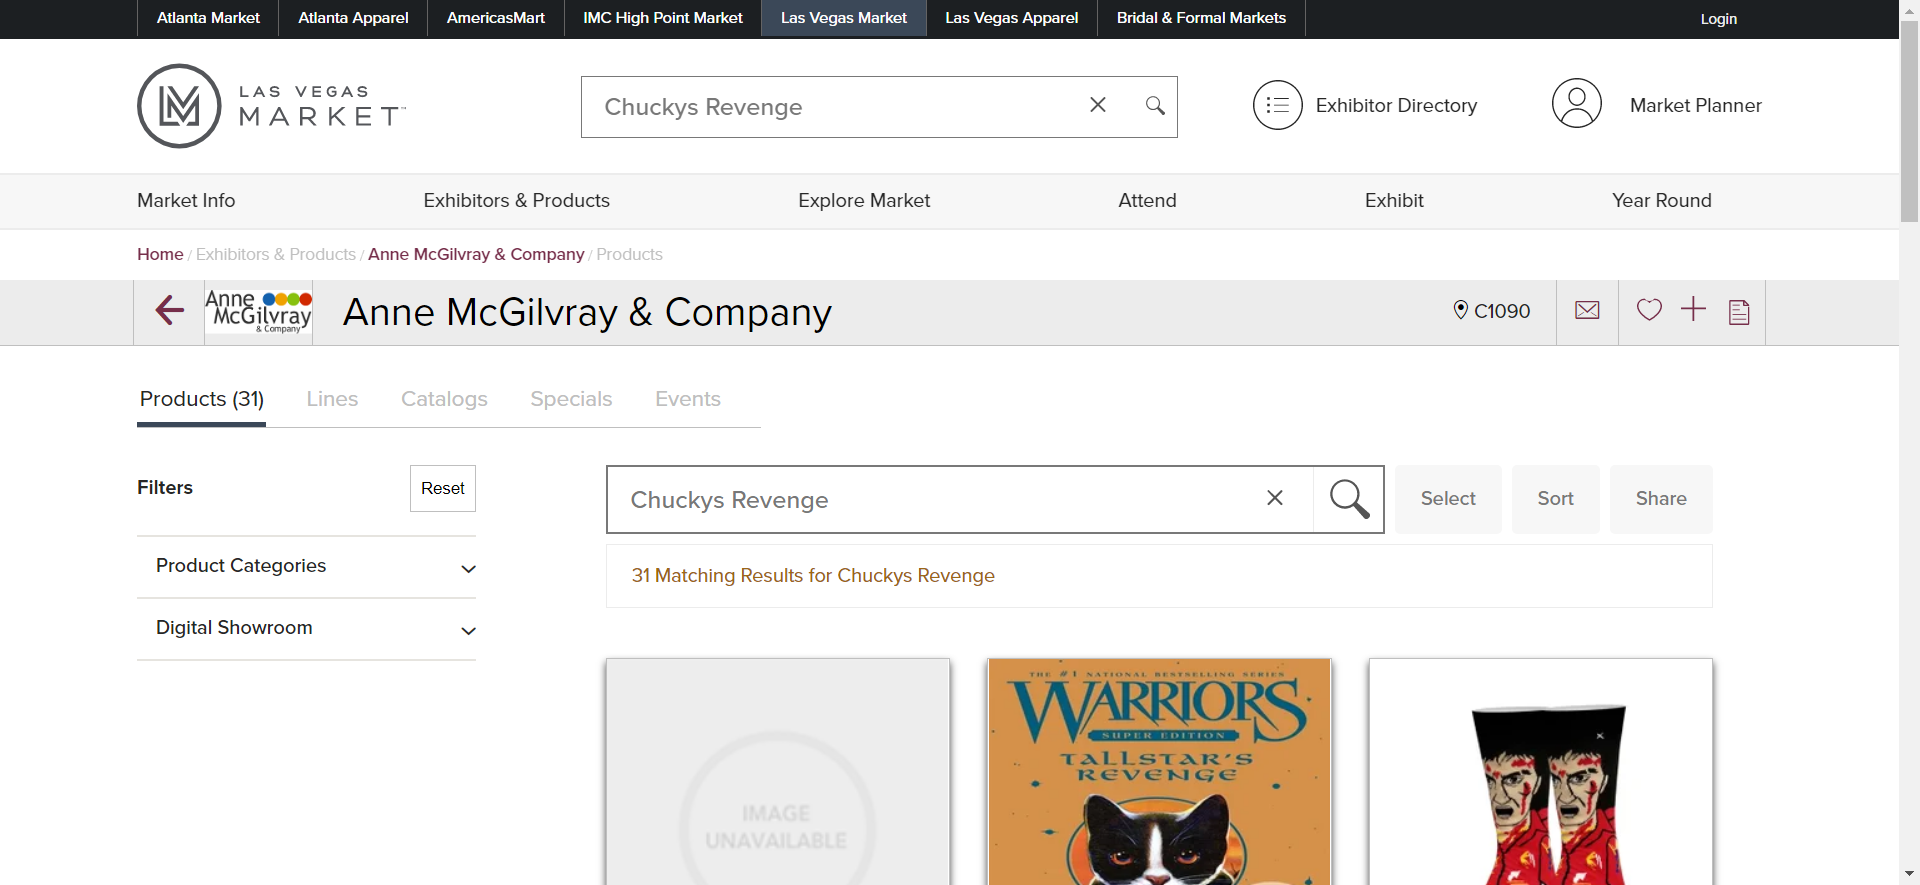 Atlanta Market
Atlanta Apparel
AmericasMart
IMC High Point Market
Las Vegas Market
Las Vegas Apparel
Bridal & Formal Markets
Login
LAS VEGAS
MARKET™
Chuckys Revenge
Exhibitor Directory
Market Planner
Market Info
Exhibitors & Products
Explore Market
Attend
Exhibit
Year Round
Home / Exhibitors & Products / Anne McGilvray & Company / Products
Anne
McGilvray
& Company
Anne McGilvray & Company
C1090
Products (31)
Lines
Catalogs
Specials
Events
Filters
Reset
Chuckys Revenge
Select
Sort
Share
Product Categories
31 Matching Results for Chuckys Revenge
Digital Showroom
IMAGE
UNAVAILABLE
THE #1 NATIONAL BESTSELLING SERIES
WARRIORS
SUPER EDITION
TALLSTAR'S
REVENGE